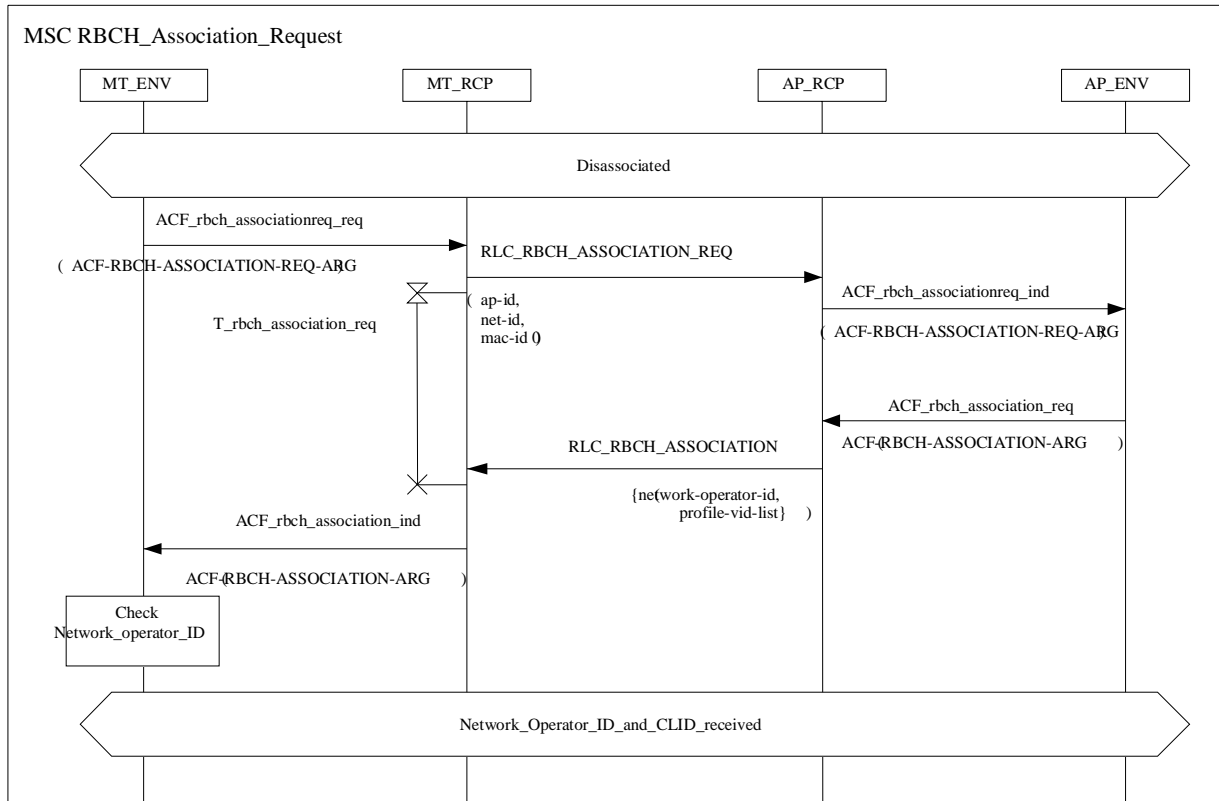 MSC RBCH_Association_Request
MT_ENV
MT_RCP
AP_RCP
AP_ENV
Disassociated
ACF_rbch_associationreq_req
( ACF-RBCH-ASSOCIATION-REQ-ARG)
RLC_RBCH_ASSOCIATION_REQ
( ap-id,
net-id,
mac-id 0)
T_rbch_association_req
ACF_rbch_associationreq_ind
( ACF-RBCH-ASSOCIATION-REQ-ARG)
ACF_rbch_association_req
ACF-(RBCH-ASSOCIATION-ARG )
RLC_RBCH_ASSOCIATION
{net(work-operator-id,
profile-vid-list} )
ACF_rbch_association_ind
ACF-(RBCH-ASSOCIATION-ARG )
Check
Network_operator_ID
Network_Operator_ID_and_CLID_received